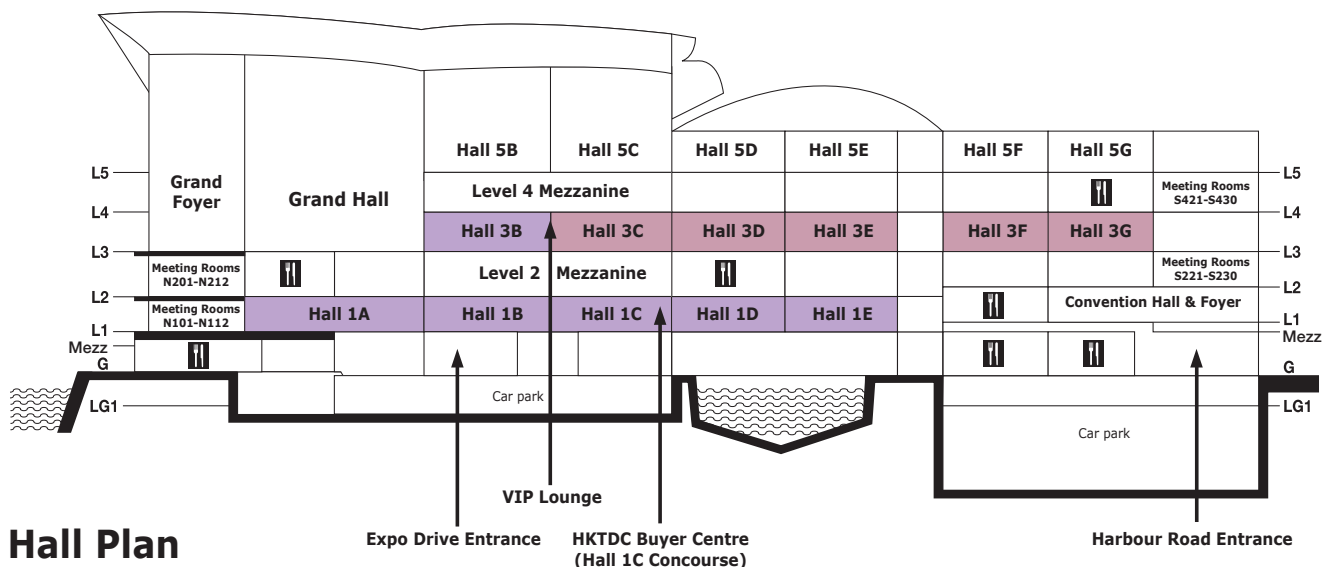 Hall 5B
Hall 5C
Hall 5D
Hall 5E
Hall 5F
Hall 5G
L5
L5
Grand
Foyer
Grand Hall
Level 4 Mezzanine
Meeting Rooms
S421-S430
L4
L4
Hall 3B
Hall 3C
Hall 3D
Hall 3E
Hall 3F
Hall 3G
L3
L3
Meeting Rooms
N201-N212
Level 2 Mezzanine
Meeting Rooms
S221-S230
L2
L2
Meeting Rooms
N101-N112
Hall 1A
Hall 1B
Hall 1C
Hall 1D
Hall 1E
Convention Hall & Foyer
L1
L1
Mezz
Mezz
G
G
LG1
Car park
LG1
Car park
VIP Lounge
Hall Plan
Expo Drive Entrance
HKTDC Buyer Centre
(Hall 1C Concourse)
Harbour Road Entrance